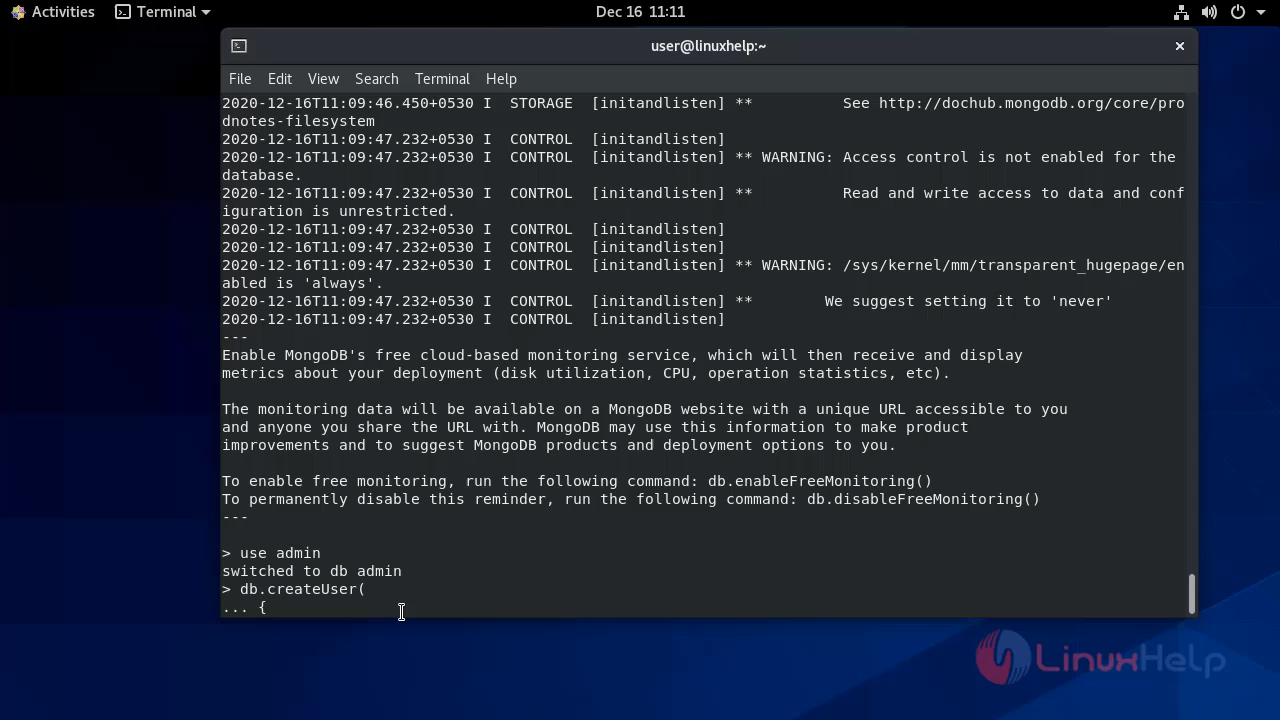 Activities Terminal Dec 16 11:11
user@linuxhelp:~
File Edit View Search Terminal Help
2020-12-16T11:09:46.450+0530 I  STORAGE  [initandlisten] **          See http://dochub.mongodb.org/core/pro
dnotes-filesystem
2020-12-16T11:09:47.232+0530 I  CONTROL  [initandlisten]
2020-12-16T11:09:47.232+0530 I  CONTROL  [initandlisten] ** WARNING: Access control is not enabled for the
database.
2020-12-16T11:09:47.232+0530 I  CONTROL  [initandlisten] **          Read and write access to data and conf
iguration is unrestricted.
2020-12-16T11:09:47.232+0530 I  CONTROL  [initandlisten]
2020-12-16T11:09:47.232+0530 I  CONTROL  [initandlisten]
2020-12-16T11:09:47.232+0530 I  CONTROL  [initandlisten] ** WARNING: /sys/kernel/mm/transparent_hugepage/en
abled is 'always'.
2020-12-16T11:09:47.232+0530 I  CONTROL  [initandlisten] **        We suggest setting it to 'never'
2020-12-16T11:09:47.232+0530 I  CONTROL  [initandlisten]
---
Enable MongoDB's free cloud-based monitoring service, which will then receive and display
metrics about your deployment (disk utilization, CPU, operation statistics, etc).
The monitoring data will be available on a MongoDB website with a unique URL accessible to you
and anyone you share the URL with. MongoDB may use this information to make product
improvements and to suggest MongoDB products and deployment options to you.
To enable free monitoring, run the following command: db.enableFreeMonitoring()
To permanently disable this reminder, run the following command: db.disableFreeMonitoring()
---
> use admin
switched to db admin
> db.createUser(
... {
LinuxHelp